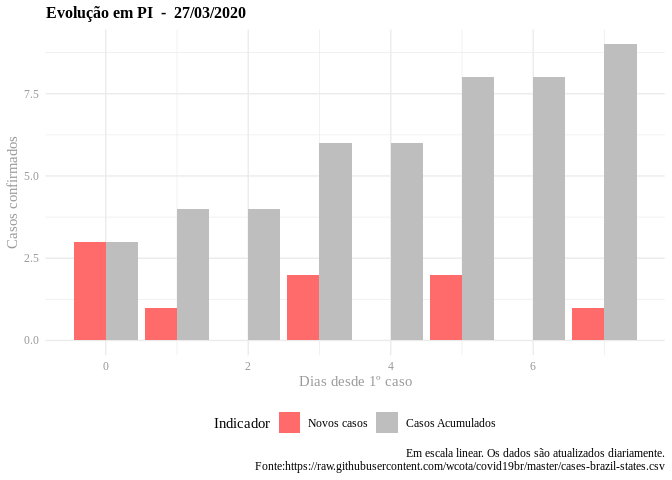 Evolução em PI  -  27/03/2020
Casos confirmados
7.5
5.0
2.5
0.0
0
2
4
6
Dias desde 1º caso
Indicador
Novos casos
Casos Acumulados
Em escala linear. Os dados são atualizados diariamente.
Fonte:https://raw.githubusercontent.com/wcota/covid19br/master/cases-brazil-states.csv